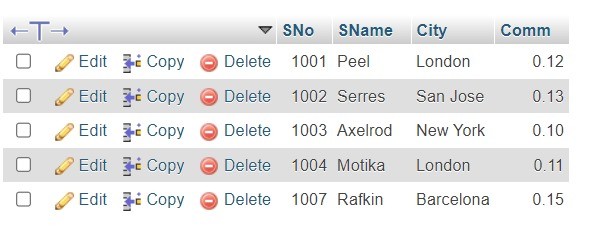 SNo SName City Comm
Edit Copy Delete 1001 Peel London 0.12
Edit Copy Delete 1002 Serres San Jose 0.13
Edit Copy Delete 1003 Axelrod New York 0.10
Edit Copy Delete 1004 Motika London 0.11
Edit Copy Delete 1007 Rafkin Barcelona 0.15